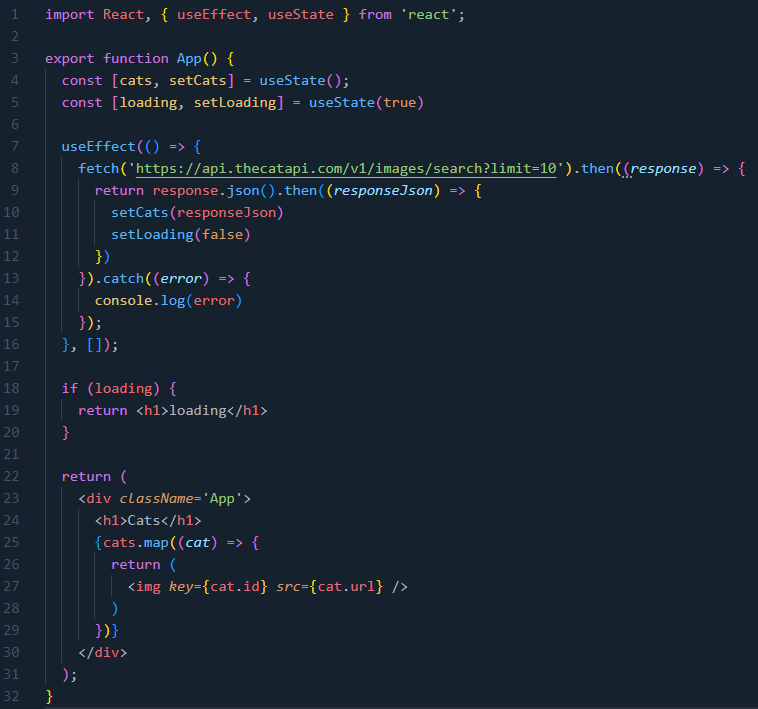 1 import React, { useEffect, useState } from 'react';
2
3 export function App() {
4   const [cats, setCats] = useState();
5   const [loading, setLoading] = useState(true)
6
7   useEffect(() => {
8     fetch('https://api.thecatapi.com/v1/images/search?limit=10').then((response) => {
9       return response.json().then((responseJson) => {
10         setCats(responseJson)
11         setLoading(false)
12       })
13     }).catch((error) => {
14       console.log(error)
15     });
16   }, []);
17
18   if (loading) {
19     return <h1>loading</h1>
20   }
21
22   return (
23     <div className='App'>
24       <h1>Cats</h1>
25       {cats.map((cat) => {
26         return (
27           <img key={cat.id} src={cat.url} />
28         )
29       })}
30     </div>
31   );
32 }